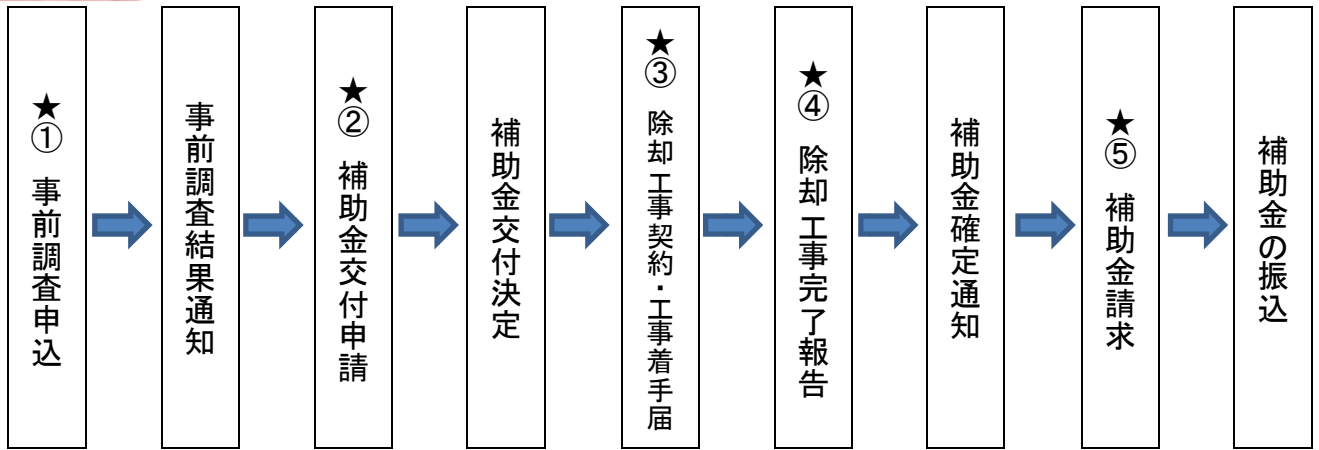 ★① 事前調査申込
事前調査結果通知
★② 補助金交付申請
補助金交付決定
★③ 除却工事契約・工事着手届
★④ 除却工事完了報告
補助金確定通知
★⑤ 補助金請求
補助金の振込